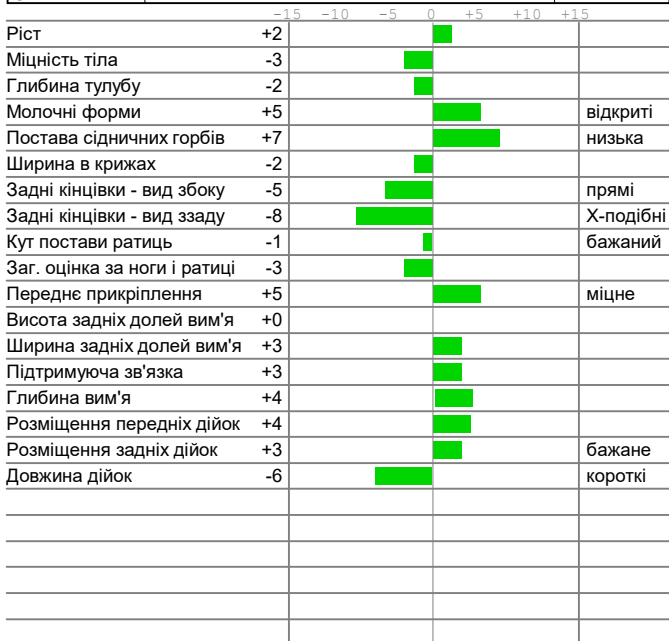 -15 -10 -5 0 +5 +10 +15
Ріст +2
Міцність тіла -3
Глибина тулубу -2
Молочні форми +5 відкриті
Постава сідничних горбів +7 низька
Ширина в крижах -2
Задні кінцівки - вид збоку -5 прямі
Задні кінцівки - вид ззаду -8 Х-подібні
Кут постави ратиць -1 бажаний
Заг. оцінка за ноги і ратиці -3
Переднє прикріплення +5 міцне
Висота задніх долей вим'я +0
Ширина задніх долей вим'я +3
Підтримуюча зв'язка +3
Глибина вим'я +4
Розміщення передніх дійок +4
Розміщення задніх дійок +3 бажане
Довжина дійок -6 короткі